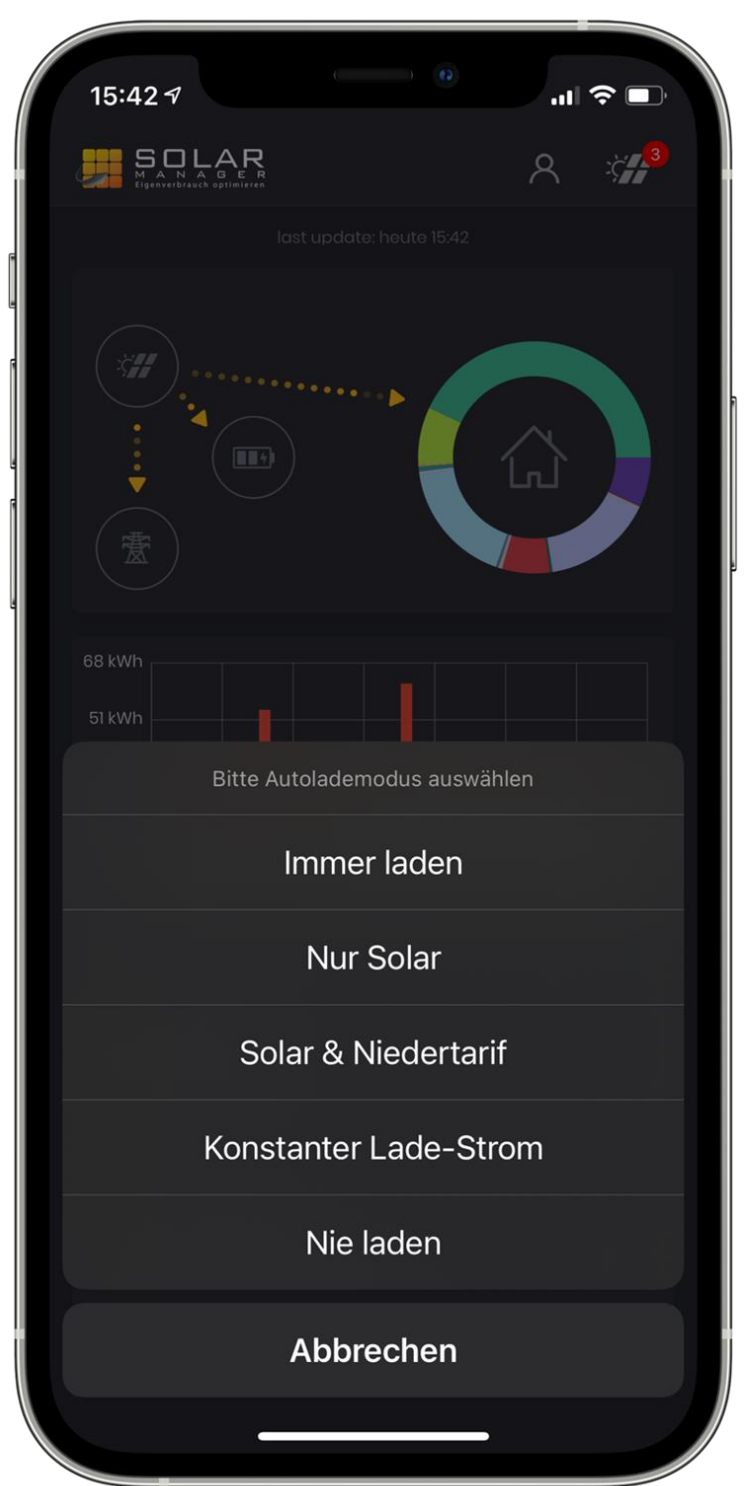 15:42
SOLAR
MANAGER
Eigenverbrauch optimieren
3
last update: heute 15:42
68 kWh
51 kWh
Bitte Autolademodus auswählen
Immer laden
Nur Solar
Solar & Niedertarif
Konstanter Lade-Strom
Nie laden
Abbrechen